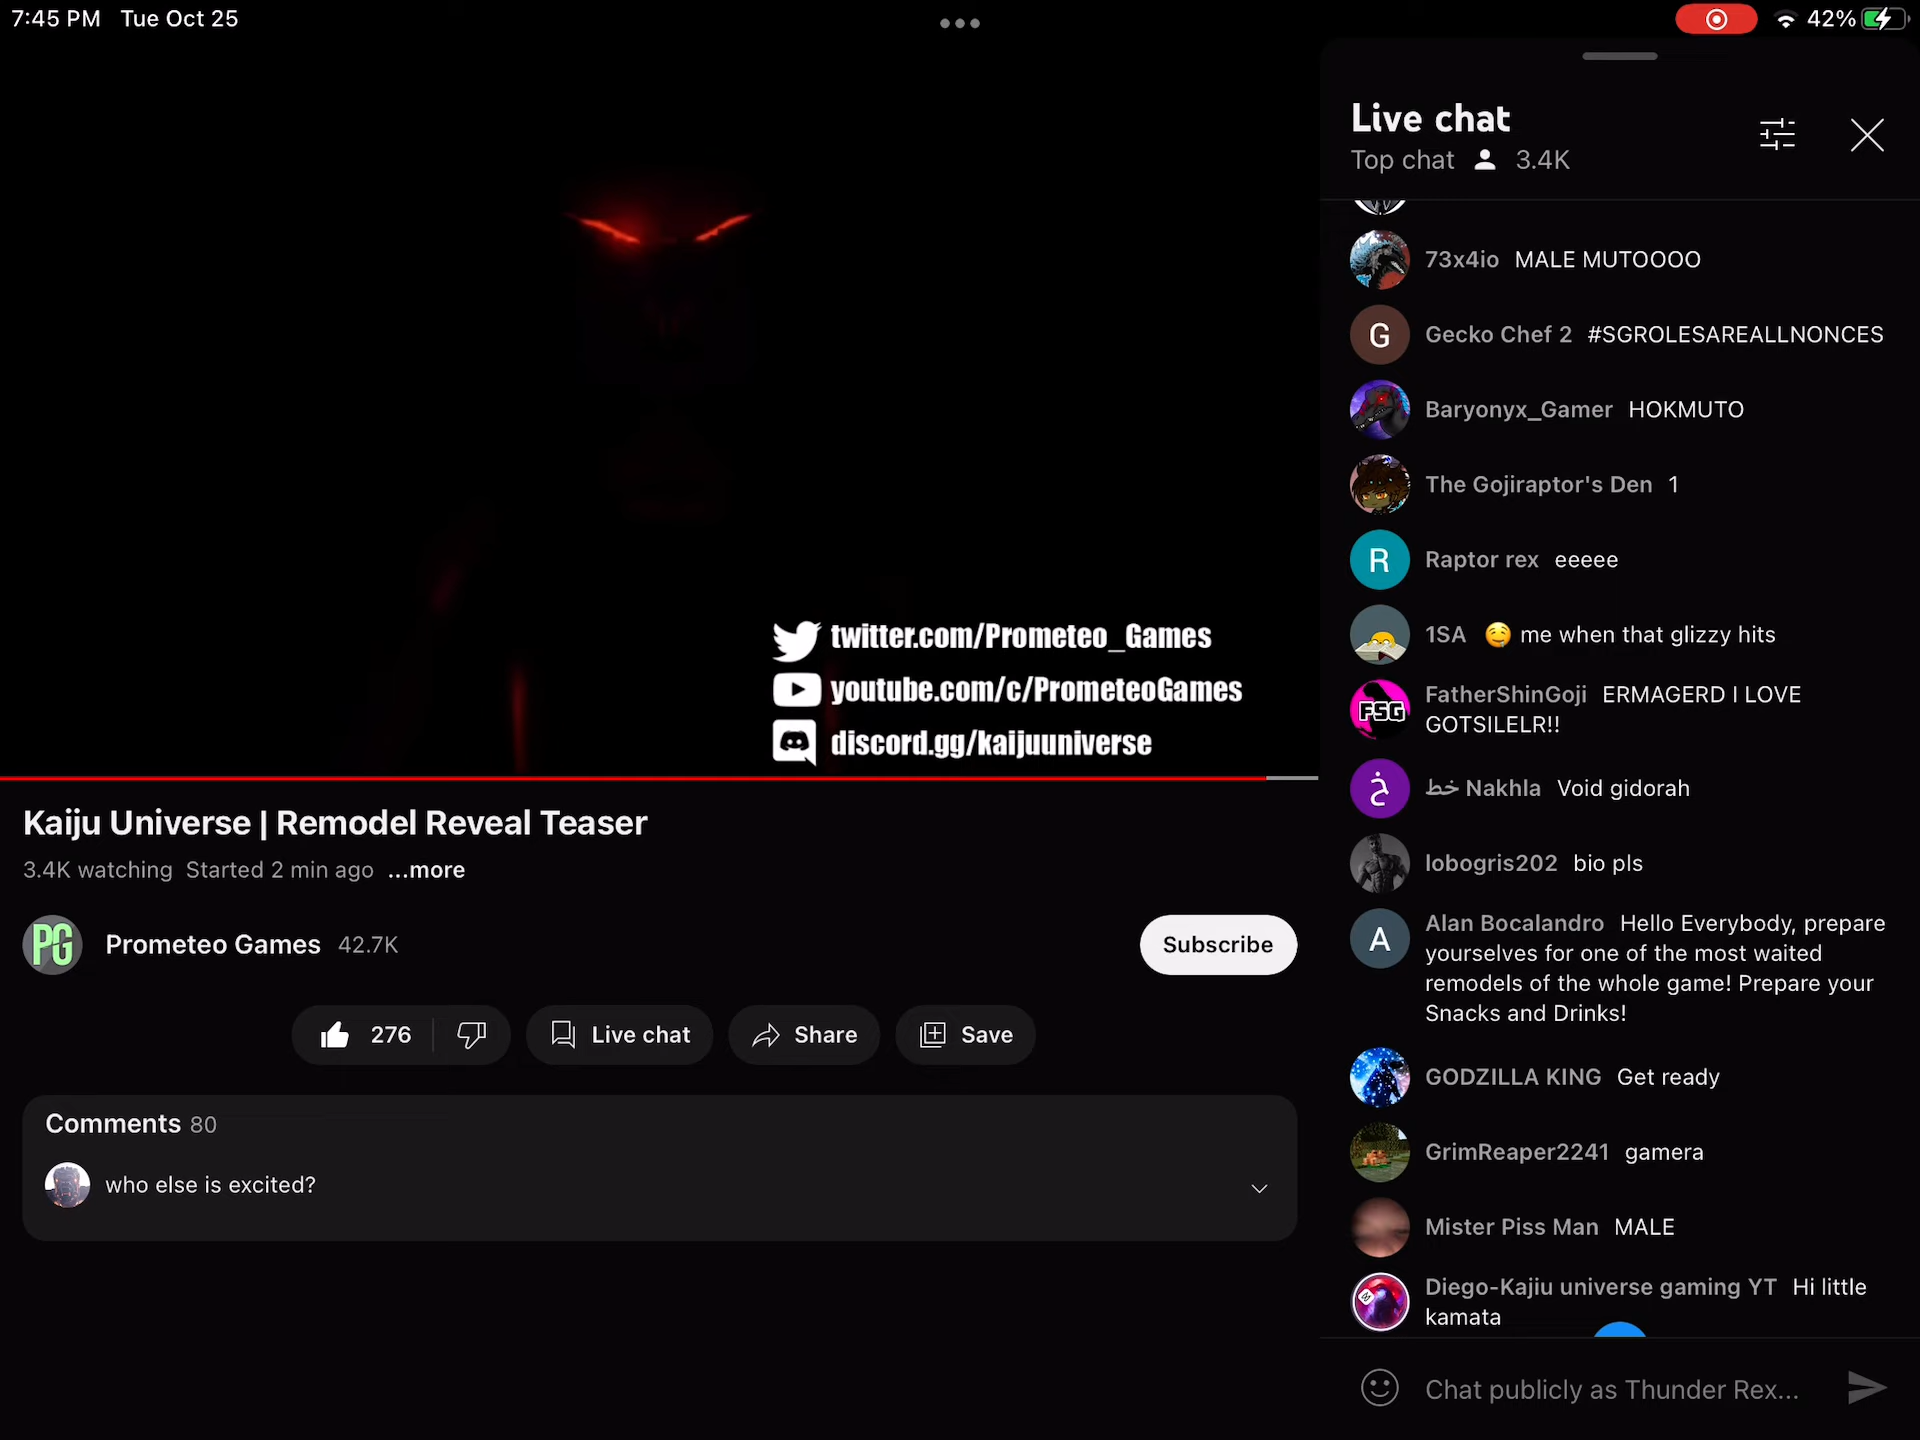 7:45 PM Tue Oct 25
42%
twitter.com/Prometeo_Games
youtube.com/c/PrometeoGames
discord.gg/kaijuuniverse
Kaiju Universe | Remodel Reveal Teaser
3.4K watching Started 2 min ago ...more
PG
Prometeo Games 42.7K
Subscribe
276
Live chat
Share
Save
Comments 80
who else is excited?
Live chat
Top chat 3.4K
73x4io MALE MUTOOOO
G
Gecko Chef 2 #SGROLESAREALLNONCES
Baryonyx_Gamer HOKMUTO
The Gojiraptor's Den 1
R
Raptor rex eeeee
1SA 🤤 me when that glizzy hits
FSG
FatherShinGoji ERMAGERD I LOVE
GOTSILELR!!
خ
خط Nakhla Void gidorah
lobogris202 bio pls
A
Alan Bocalandro Hello Everybody, prepare
yourselves for one of the most waited
remodels of the whole game! Prepare your
Snacks and Drinks!
GODZILLA KING Get ready
GrimReaper2241 gamera
Mister Piss Man MALE
Diego-Kajiu universe gaming YT Hi little
kamata
Chat publicly as Thunder Rex...